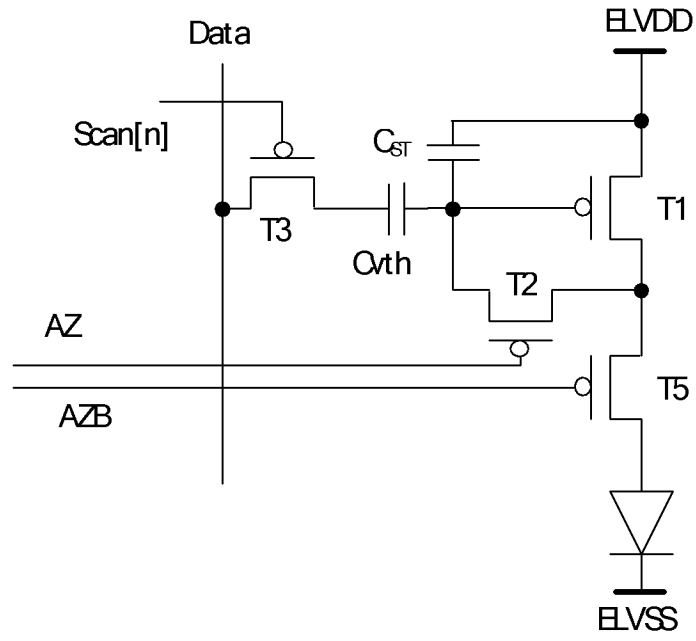 ELVDD
Data
Scan[n]
CST
T1
T3
Cvth
T2
AZ
T5
AZB
ELVSS